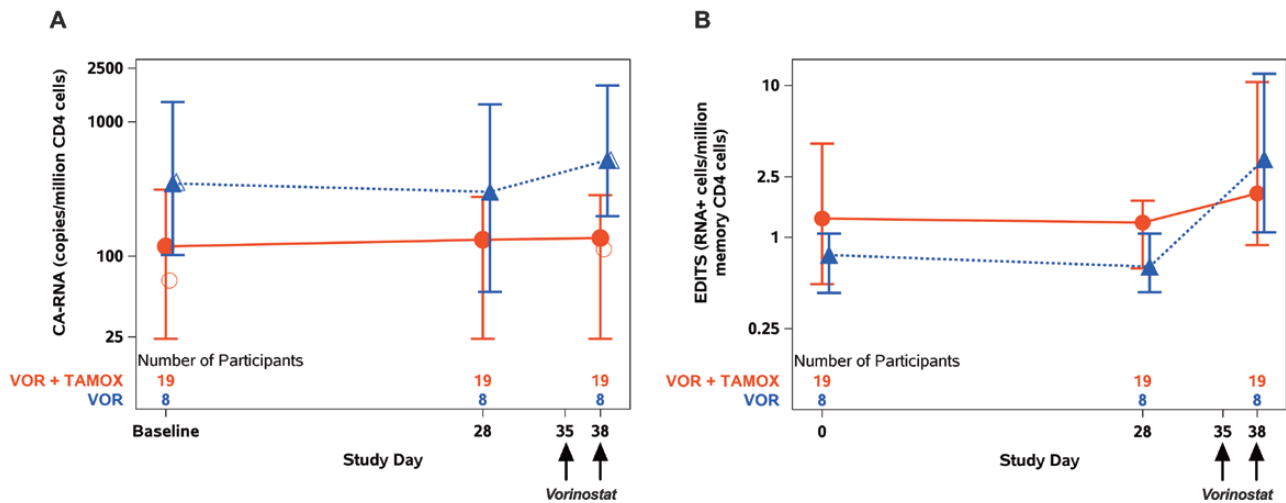 A
CA-RNA (copies/million CD4 cells)
2500
1000
100
25
Number of Participants
VOR + TAMOX 19 19 19
VOR 8 8 8
Baseline 28 35 38
Study Day
Vorinostat
B
EDITS (RNA+ cells/million
memory CD4 cells)
10
2.5
1
0.25
Number of Participants
19 19 19
8 8 8
0 28 35 38
Study Day
Vorinostat